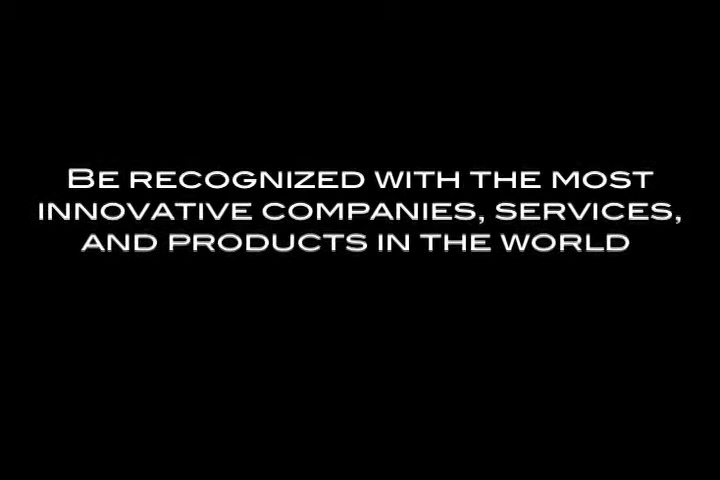 Be recognized with the most
innovative companies, services,
and products in the world